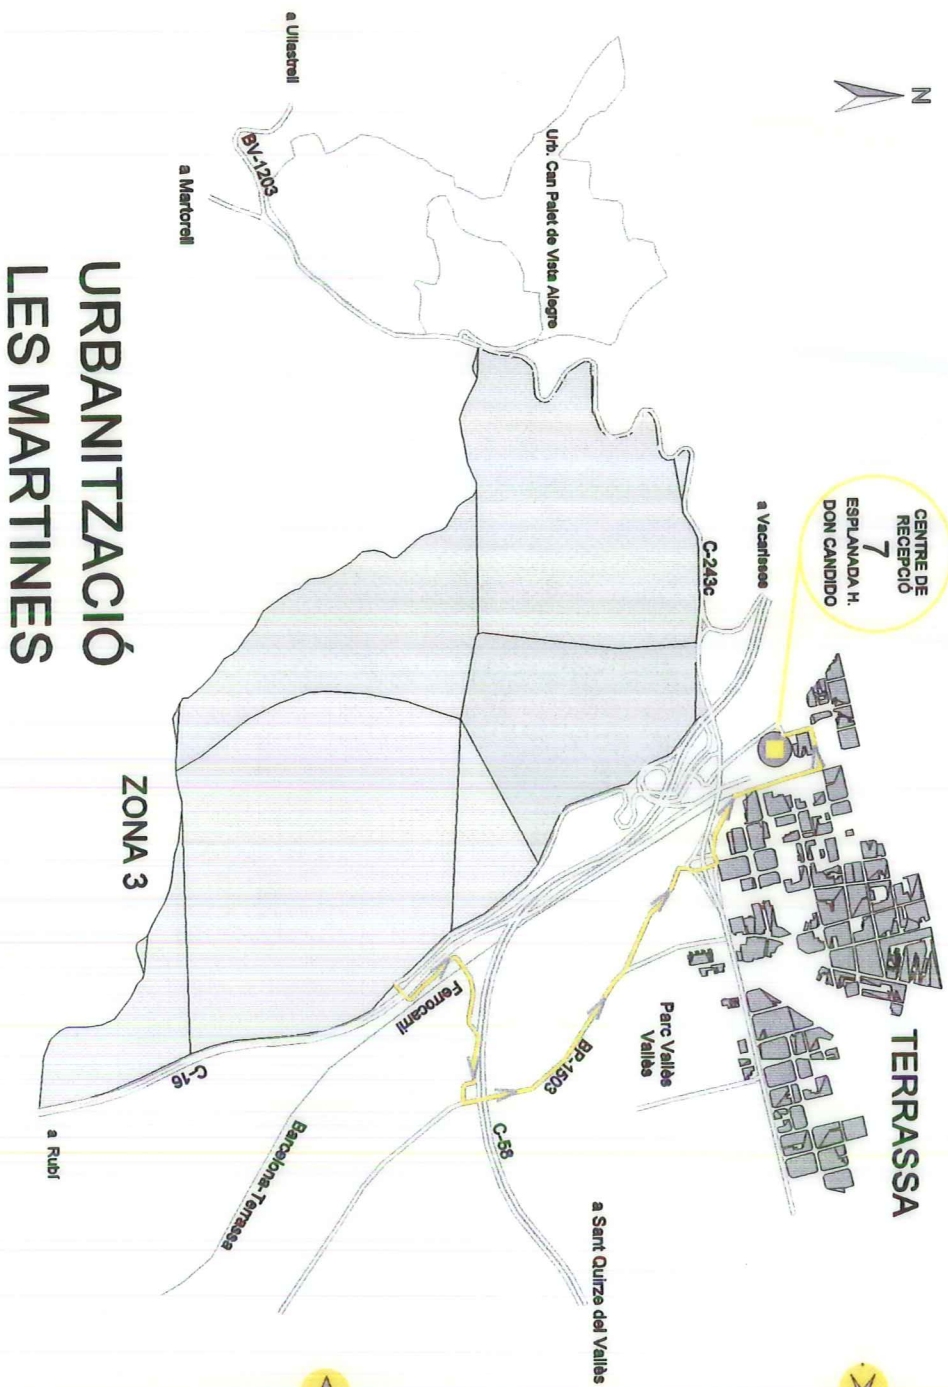 N
TERRASSA
CENTRE DE
RECEPCIÓ
7
ESPLANADA H.
DON CANDIDO
a Vacarisses
C-243c
Parc Vallès
Vallès
a Ullastrell
Urb. Can Palet de Vista Alegre
BV-1203
a Martorell
BP-1503
C-58
a Sant Quirze del Vallès
Ferrocarril
Barcelona-Terrassa
C-16
a Rubí
ZONA 3
URBANITZACIÓ
LES MARTINES